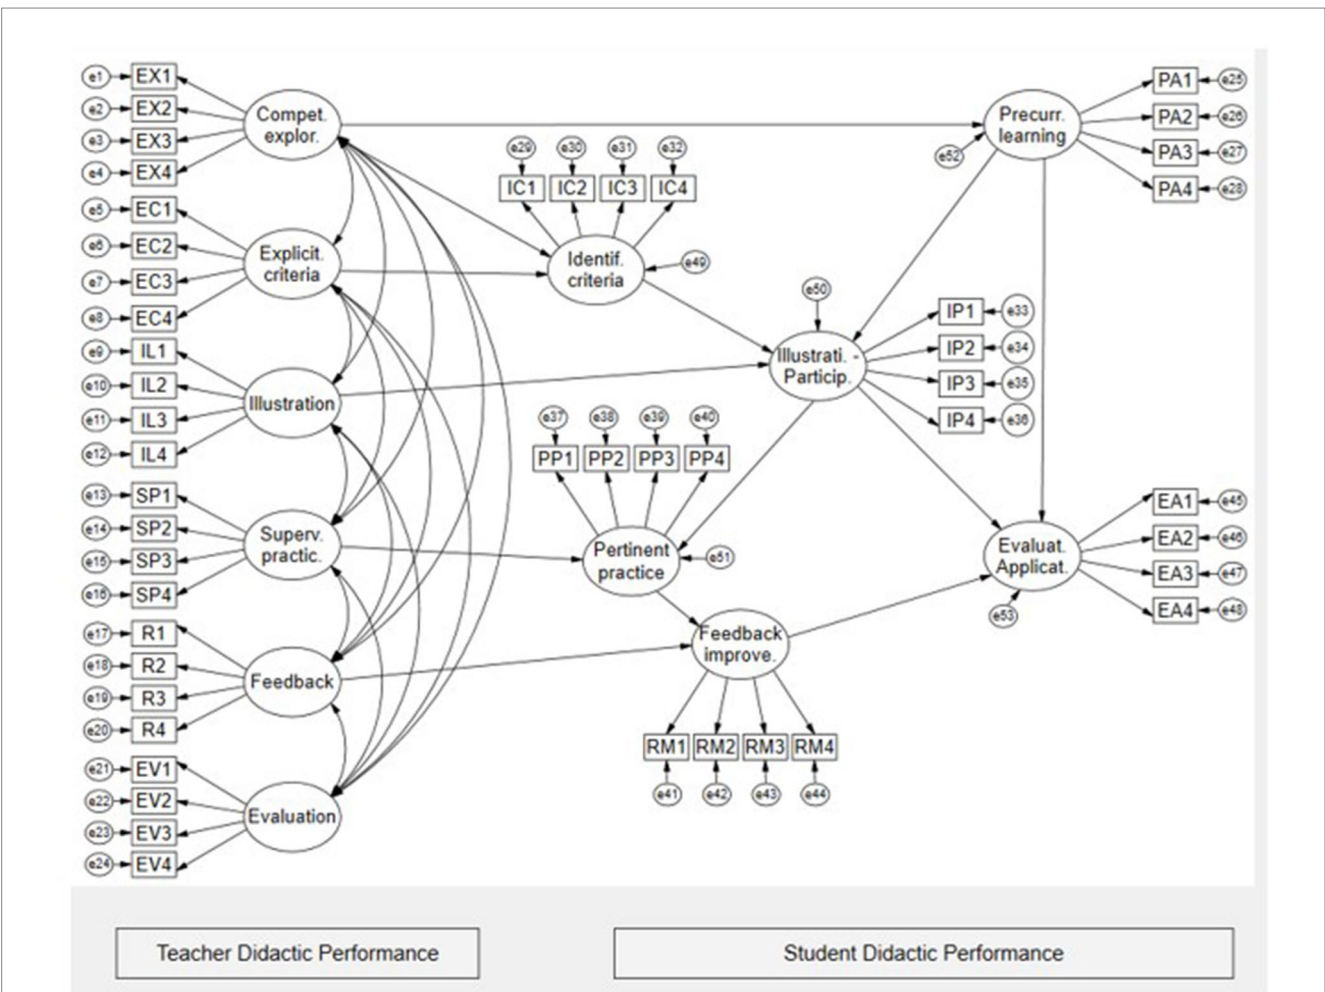 e1 EX1
e2 EX2
e3 EX3
e4 EX4
Compet.
explor.
e5 EC1
e6 EC2
e7 EC3
e8 EC4
Explicit.
criteria
e9 IL1
e10 IL2
e11 IL3
e12 IL4
Illustration
e13 SP1
e14 SP2
e15 SP3
e16 SP4
Superv.
practic.
e17 R1
e18 R2
e19 R3
e20 R4
Feedback
e21 EV1
e22 EV2
e23 EV3
e24 EV4
Evaluation
e29 e30 e31 e32
IC1 IC2 IC3 IC4
Identif.
criteria
e49
e37 e38 e39 e40
PP1 PP2 PP3 PP4
Pertinent
practice
e51
Feedback
improve.
RM1 RM2 RM3 RM4
e41 e42 e43 e44
e50
Illustrati. -
Particip.
IP1 e33
IP2 e34
IP3 e35
IP4 e36
Precurr.
learning
e52
PA1 e25
PA2 e26
PA3 e27
PA4 e28
Evaluat.
Applicat.
e53
EA1 e45
EA2 e46
EA3 e47
EA4 e48
Teacher Didactic Performance
Student Didactic Performance